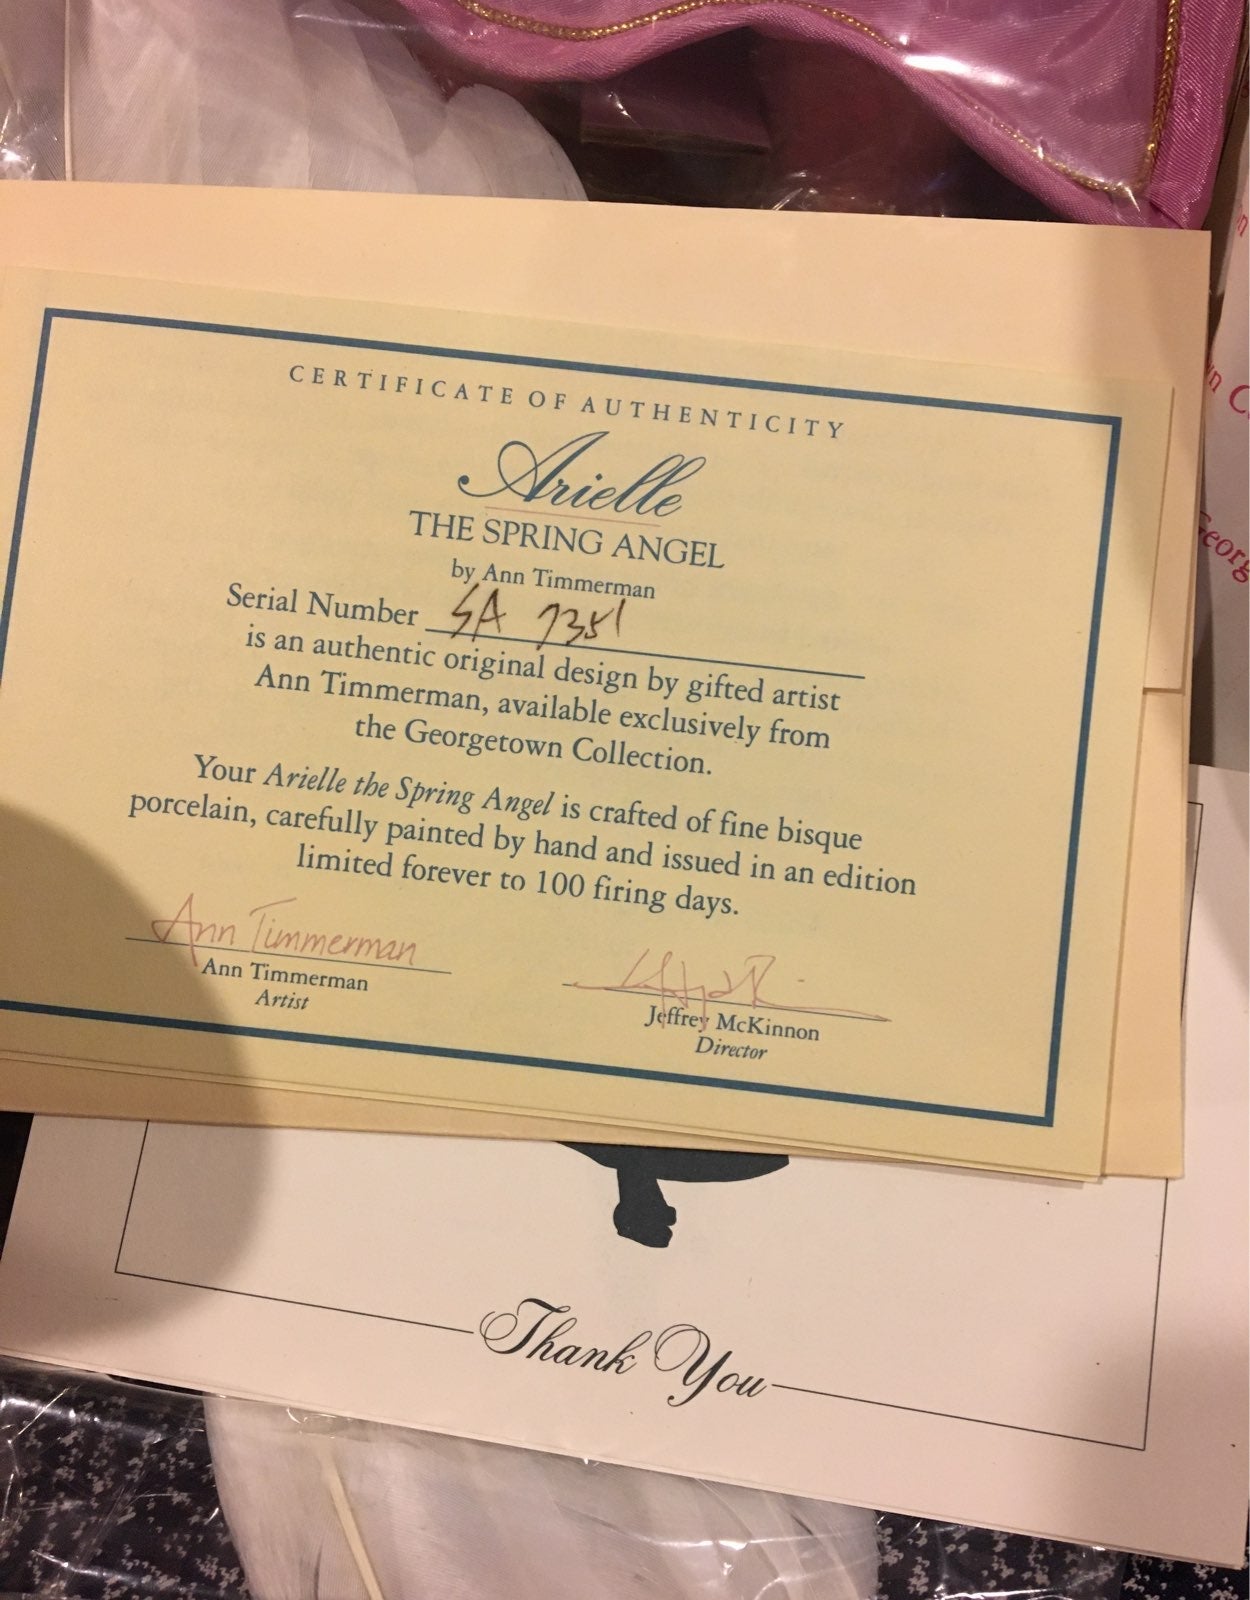 CERTIFICATE OF AUTHENTICITY
Arielle
THE SPRING ANGEL
by Ann Timmerman
Serial Number SA 7351
is an authentic original design by gifted artist
Ann Timmerman, available exclusively from
the Georgetown Collection.
Your Arielle the Spring Angel is crafted of fine bisque
porcelain, carefully painted by hand and issued in an edition
limited forever to 100 firing days.
Ann Timmerman
Ann Timmerman
Artist
Jeffrey McKinnon
Director
Thank You